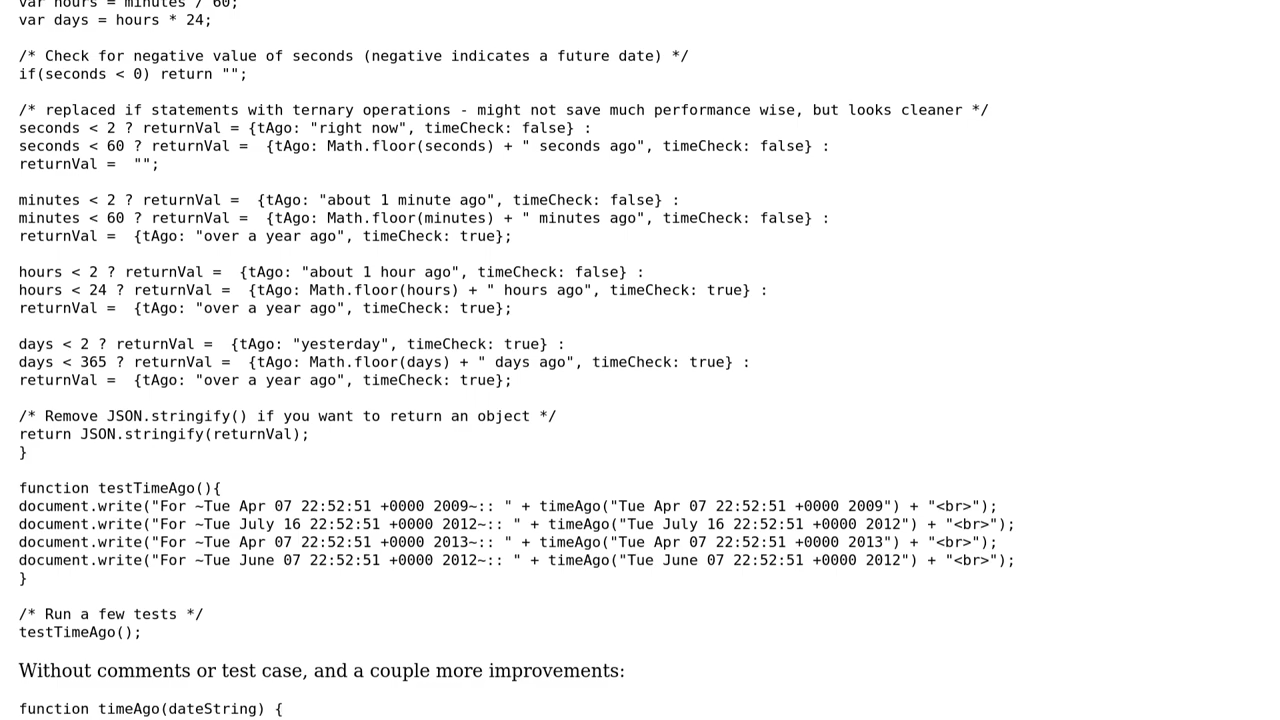 var hours = minutes / 60;
var days = hours * 24;
/* Check for negative value of seconds (negative indicates a future date) */
if(seconds < 0) return "";
/* replaced if statements with ternary operations - might not save much performance wise, but looks cleaner */
seconds < 2 ? returnVal = {tAgo: "right now", timeCheck: false} :
seconds < 60 ? returnVal =  {tAgo: Math.floor(seconds) + " seconds ago", timeCheck: false} :
returnVal =  "";
minutes < 2 ? returnVal =  {tAgo: "about 1 minute ago", timeCheck: false} :
minutes < 60 ? returnVal =  {tAgo: Math.floor(minutes) + " minutes ago", timeCheck: false} :
returnVal =  {tAgo: "over a year ago", timeCheck: true};
hours < 2 ? returnVal =  {tAgo: "about 1 hour ago", timeCheck: false} :
hours < 24 ? returnVal =  {tAgo: Math.floor(hours) + " hours ago", timeCheck: true} :
returnVal =  {tAgo: "over a year ago", timeCheck: true};
days < 2 ? returnVal =  {tAgo: "yesterday", timeCheck: true} :
days < 365 ? returnVal =  {tAgo: Math.floor(days) + " days ago", timeCheck: true} :
returnVal =  {tAgo: "over a year ago", timeCheck: true};
/* Remove JSON.stringify() if you want to return an object */
return JSON.stringify(returnVal);
}
function testTimeAgo(){
document.write("For ~Tue Apr 07 22:52:51 +0000 2009~:: " + timeAgo("Tue Apr 07 22:52:51 +0000 2009") + "<br>");
document.write("For ~Tue July 16 22:52:51 +0000 2012~:: " + timeAgo("Tue July 16 22:52:51 +0000 2012") + "<br>");
document.write("For ~Tue Apr 07 22:52:51 +0000 2013~:: " + timeAgo("Tue Apr 07 22:52:51 +0000 2013") + "<br>");
document.write("For ~Tue June 07 22:52:51 +0000 2012~:: " + timeAgo("Tue June 07 22:52:51 +0000 2012") + "<br>");
}
/* Run a few tests */
testTimeAgo();
Without comments or test case, and a couple more improvements:
function timeAgo(dateString) {